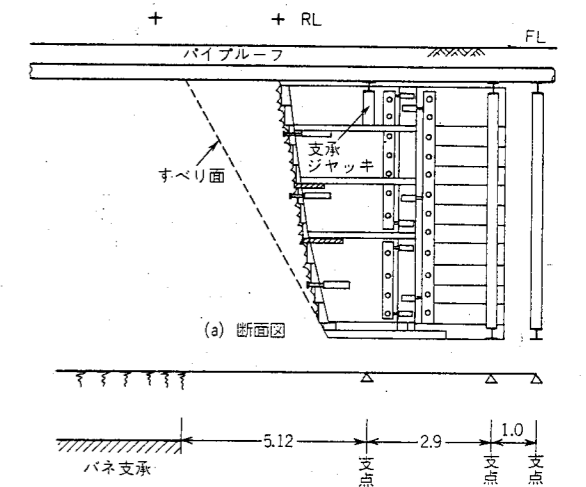 RL
FL
パイプルーフ
支承
ジャッキ
すべり面
(a) 断面図
5.12
2.9
1.0
バネ支承
支点
支点
支点